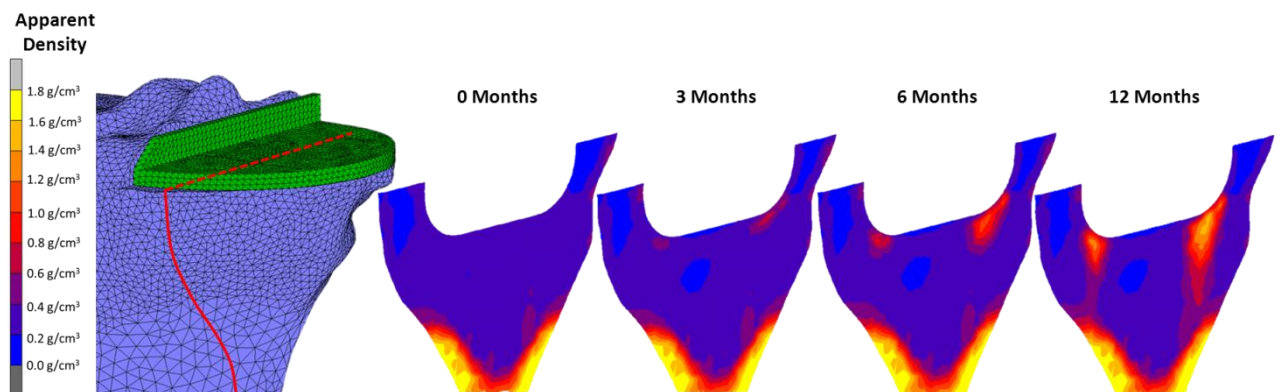 Apparent
Density
1.8 g/cm³
1.6 g/cm³
1.4 g/cm³
1.2 g/cm³
1.0 g/cm³
0.8 g/cm³
0.6 g/cm³
0.4 g/cm³
0.2 g/cm³
0.0 g/cm³
0 Months
3 Months
6 Months
12 Months